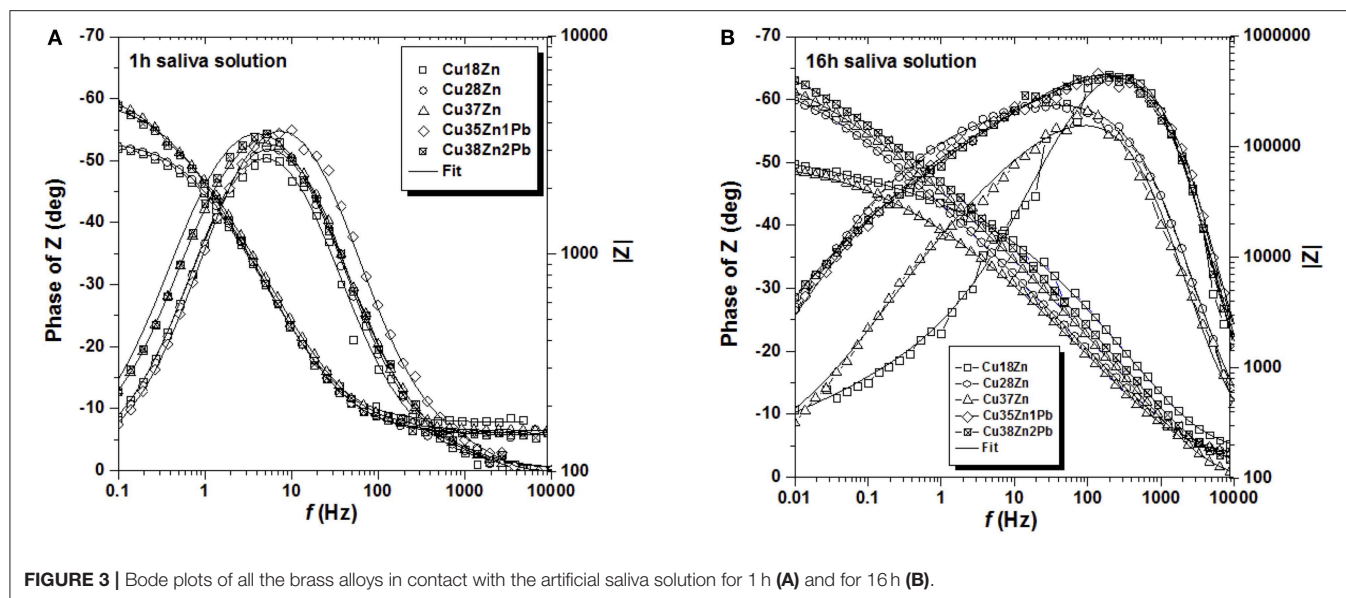 A
1h saliva solution
Cu18Zn
Cu28Zn
Cu37Zn
Cu35Zn1Pb
Cu38Zn2Pb
Fit
Phase of Z (deg)
-70
-60
-50
-40
-30
-20
-10
0
0.1 1 10 100 1000 10000
f (Hz)
10000
1000
100
|Z|
B
16h saliva solution
Cu18Zn
Cu28Zn
Cu37Zn
Cu35Zn1Pb
Cu38Zn2Pb
Fit
Phase of Z (deg)
-70
-60
-50
-40
-30
-20
-10
0
0.01 0.1 1 10 100 1000 10000
f (Hz)
1000000
100000
10000
1000
100
|Z|
FIGURE 3 | Bode plots of all the brass alloys in contact with the artificial saliva solution for 1 h (A) and for 16 h (B).